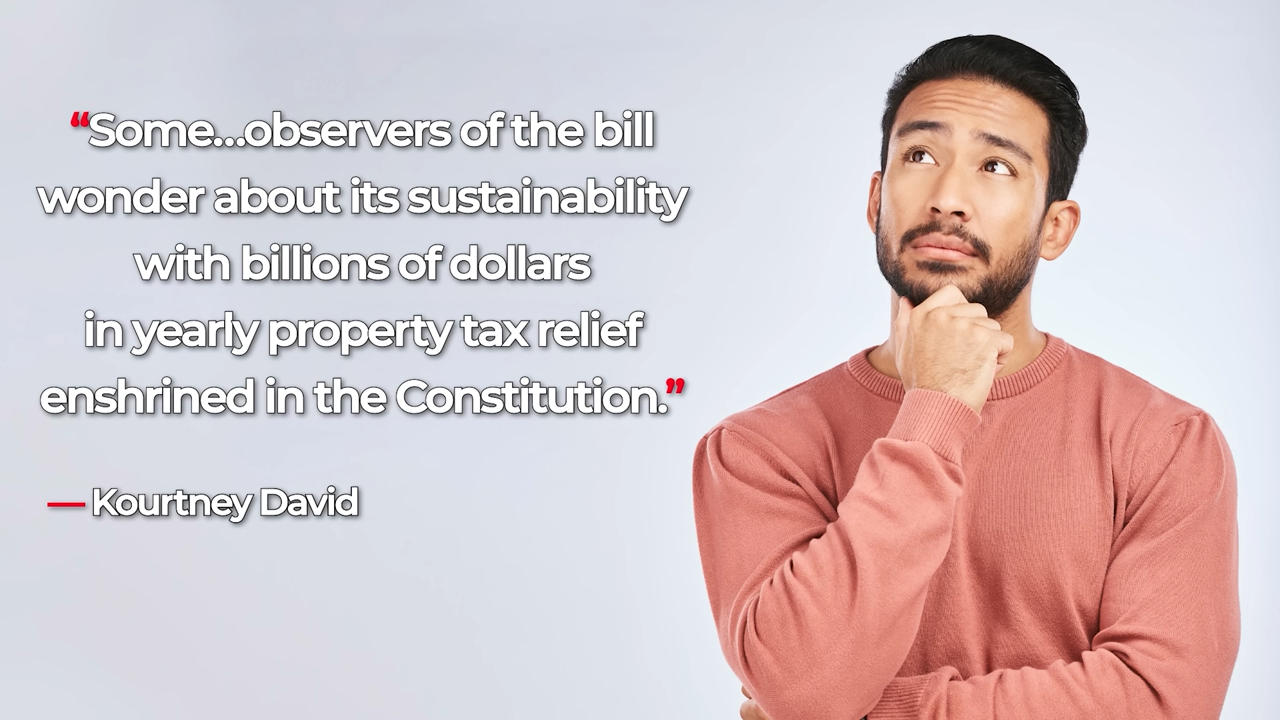 “Some...observers of the bill
wonder about its sustainability
with billions of dollars
in yearly property tax relief
enshrined in the Constitution.”
— Kourtney David